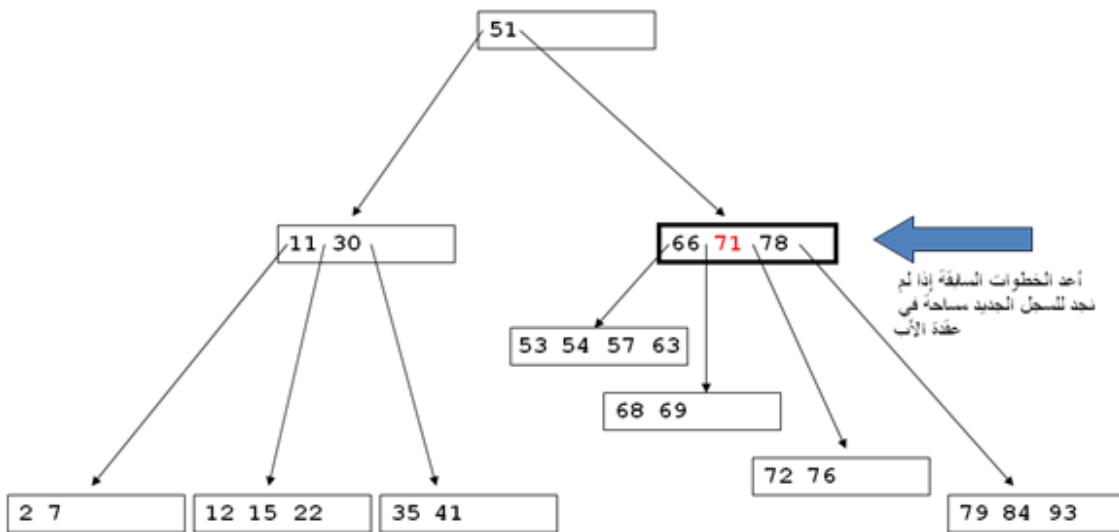 51
11 30
66 71 78
أعد الخطوات السابقة إذا لم
نجد للسجل الجديد مساحة في
عقدة الأب
53 54 57 63
68 69
72 76
2 7
12 15 22
35 41
79 84 93